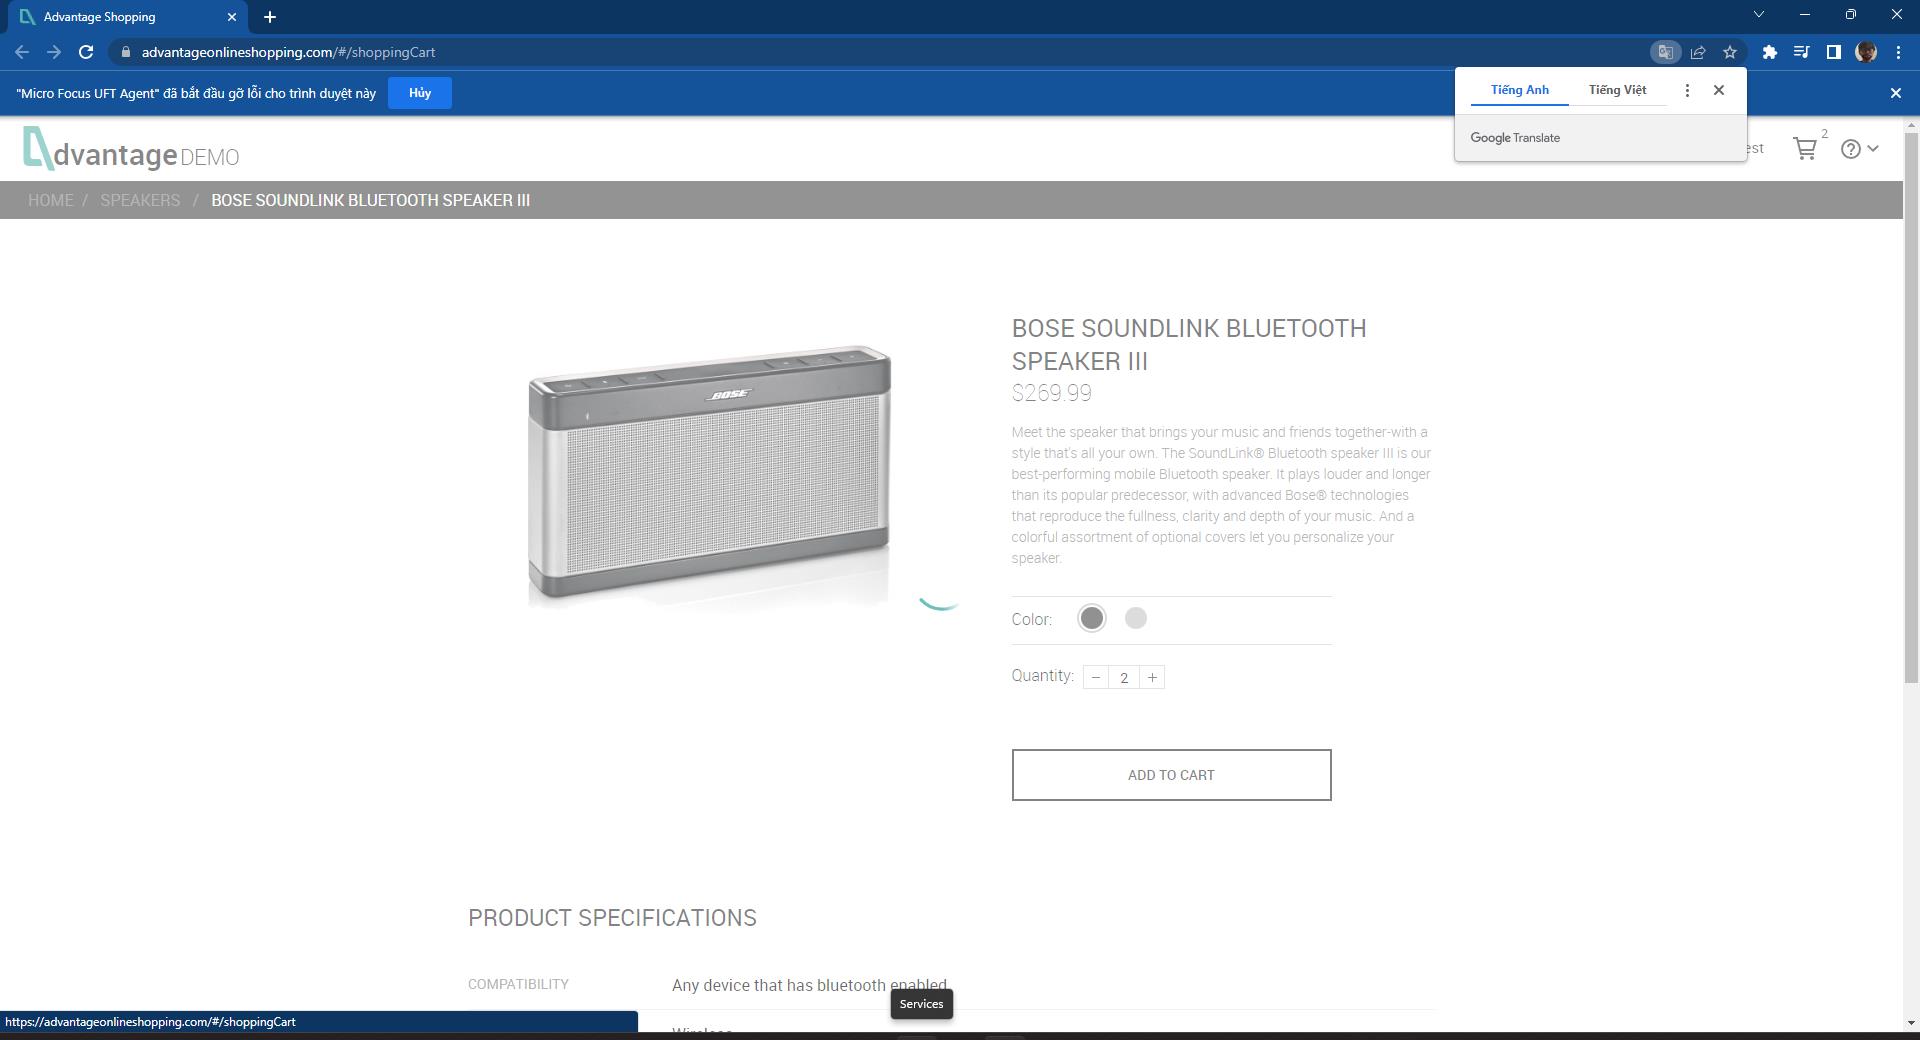 Advantage Shopping
advantageonlineshopping.com/#/shoppingCart
"Micro Focus UFT Agent" đã bắt đầu gỡ lỗi cho trình duyệt này
Hủy
Tiếng Anh
Tiếng Việt
Google Translate
dvantage DEMO
est
2
HOME / SPEAKERS / BOSE SOUNDLINK BLUETOOTH SPEAKER III
BOSE
BOSE SOUNDLINK BLUETOOTH
SPEAKER III
$269.99
Meet the speaker that brings your music and friends together-with a
style that's all your own. The SoundLink® Bluetooth speaker III is our
best-performing mobile Bluetooth speaker. It plays louder and longer
than its popular predecessor, with advanced Bose® technologies
that reproduce the fullness, clarity and depth of your music. And a
colorful assortment of optional covers let you personalize your
speaker.
Color:
Quantity: − 2 +
ADD TO CART
PRODUCT SPECIFICATIONS
COMPATIBILITY
Any device that has bluetooth enabled
Services
Wireless
https://advantageonlineshopping.com/#/shoppingCart